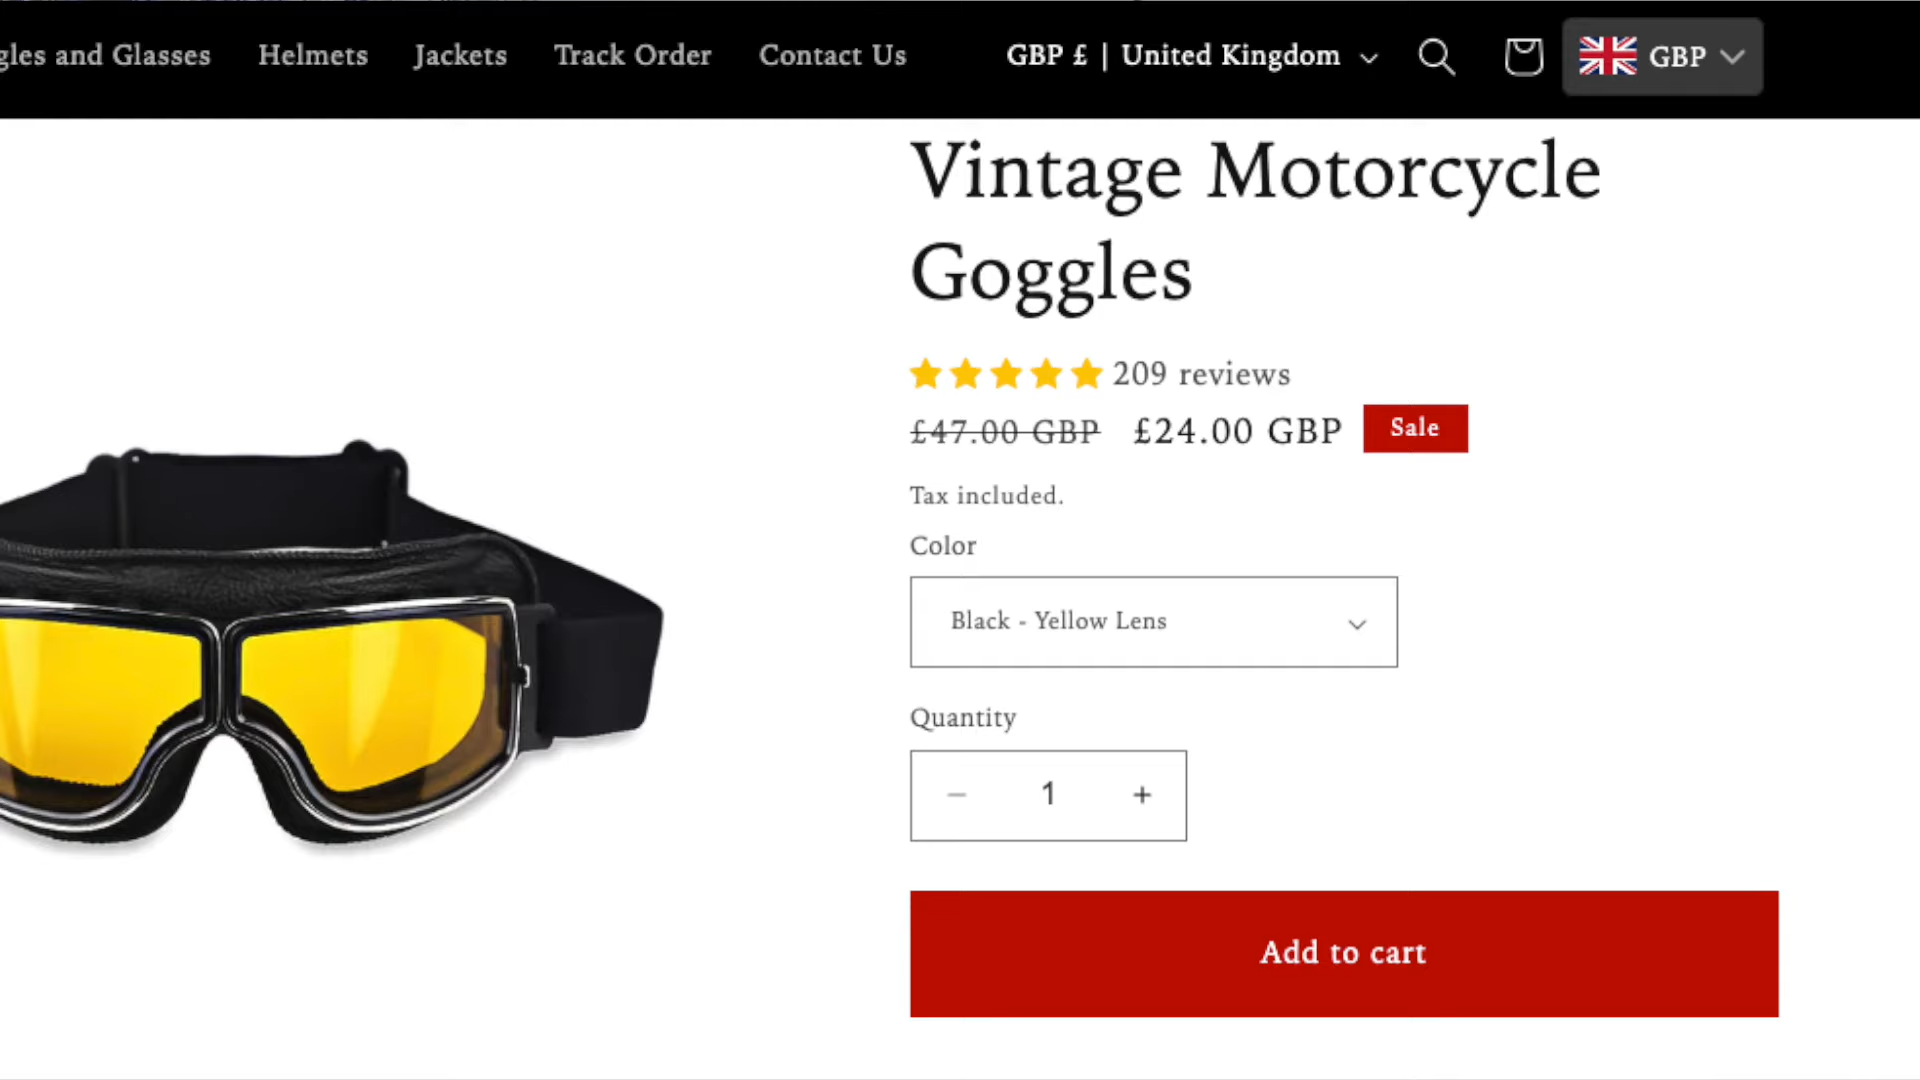 gles and Glasses Helmets Jackets Track Order Contact Us GBP £ | United Kingdom GBP
Vintage Motorcycle
Goggles
209 reviews
£47.00 GBP £24.00 GBP Sale
Tax included.
Color
Black - Yellow Lens
Quantity
− 1 +
Add to cart